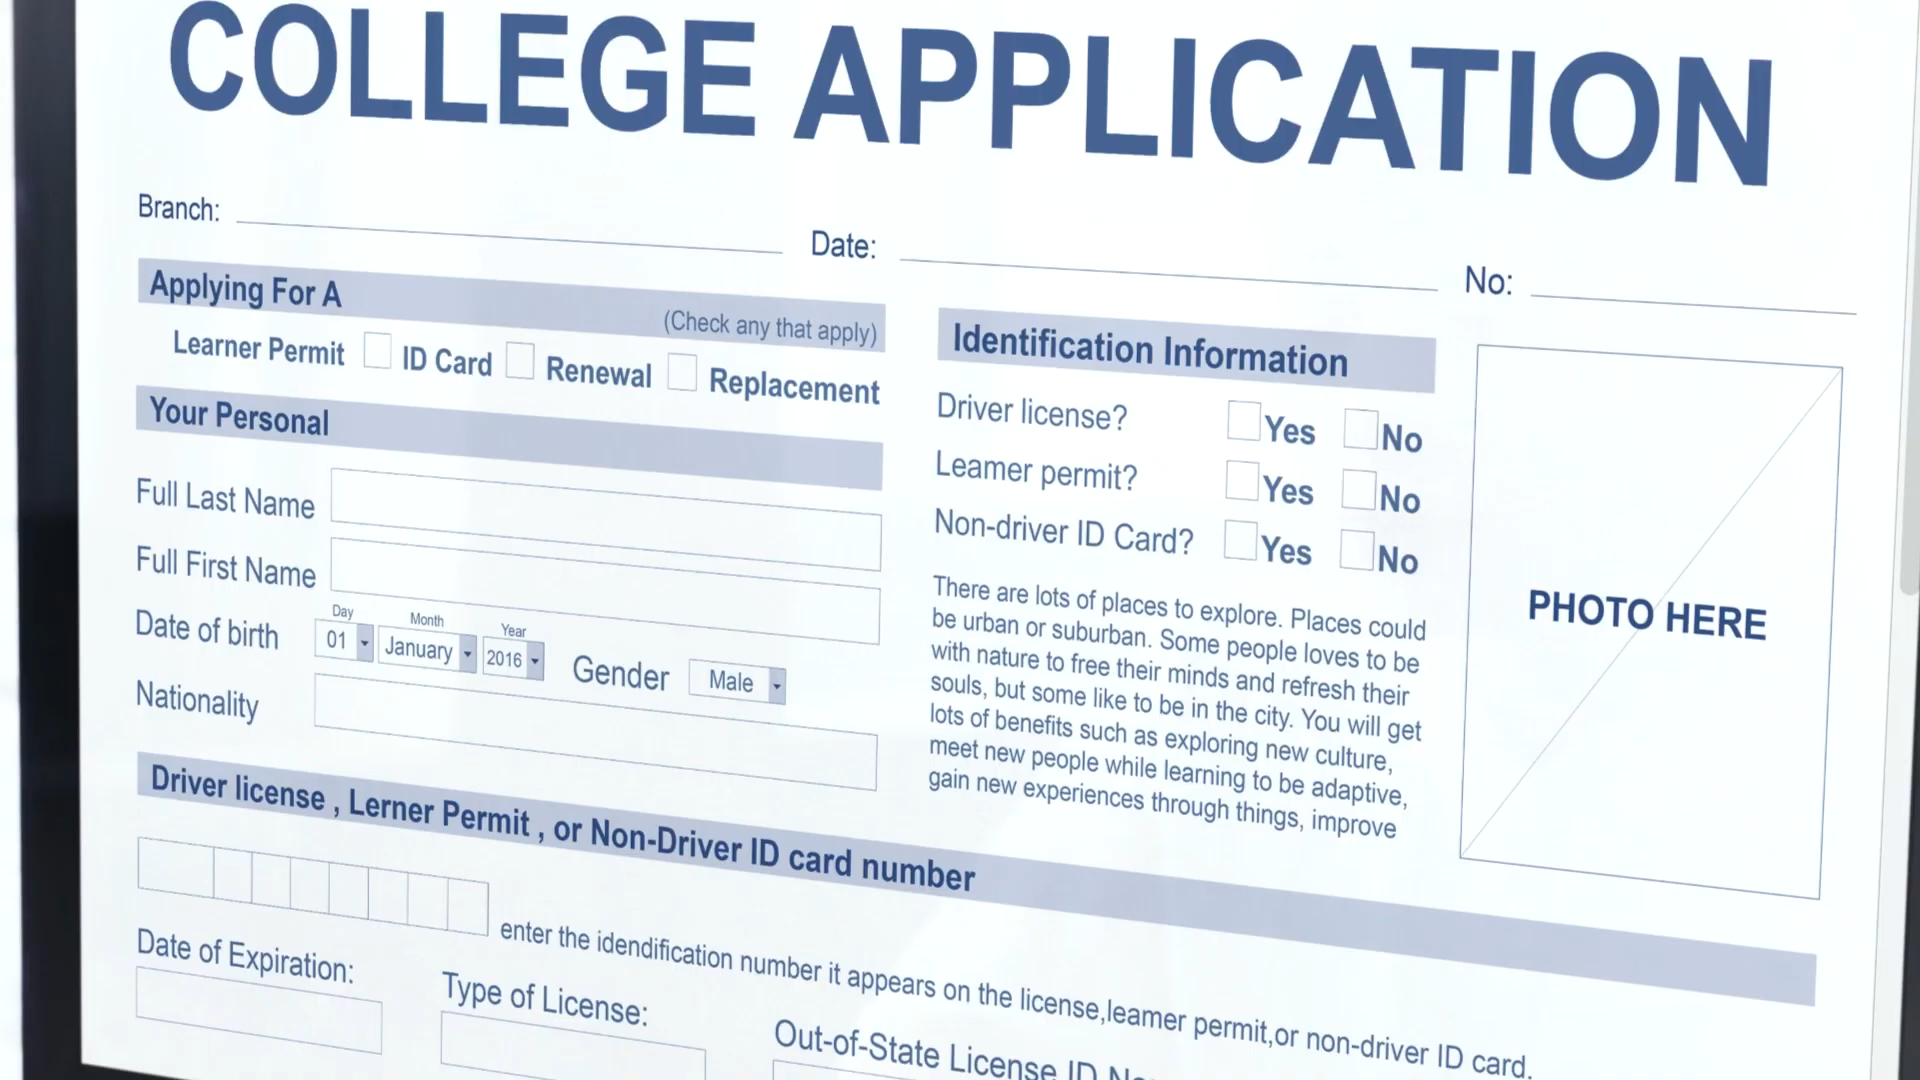 COLLEGE APPLICATION
Branch:
Date:
No:
Applying For A
(Check any that apply)
Learner Permit
ID Card
Renewal
Replacement
Your Personal
Full Last Name
Full First Name
Date of birth
Day
01
Month
January
Year
2016
Gender
Male
Nationality
Identification Information
Driver license?
Yes
No
Leamer permit?
Yes
No
Non-driver ID Card?
Yes
No
There are lots of places to explore. Places could
be urban or suburban. Some people loves to be
with nature to free their minds and refresh their
souls, but some like to be in the city. You will get
lots of benefits such as exploring new culture,
meet new people while learning to be adaptive,
gain new experiences through things, improve
PHOTO HERE
Driver license , Lerner Permit , or Non-Driver ID card number
enter the idendification number it appears on the license,leamer permit,or non-driver ID card.
Date of Expiration:
Type of License:
Out-of-State License ID